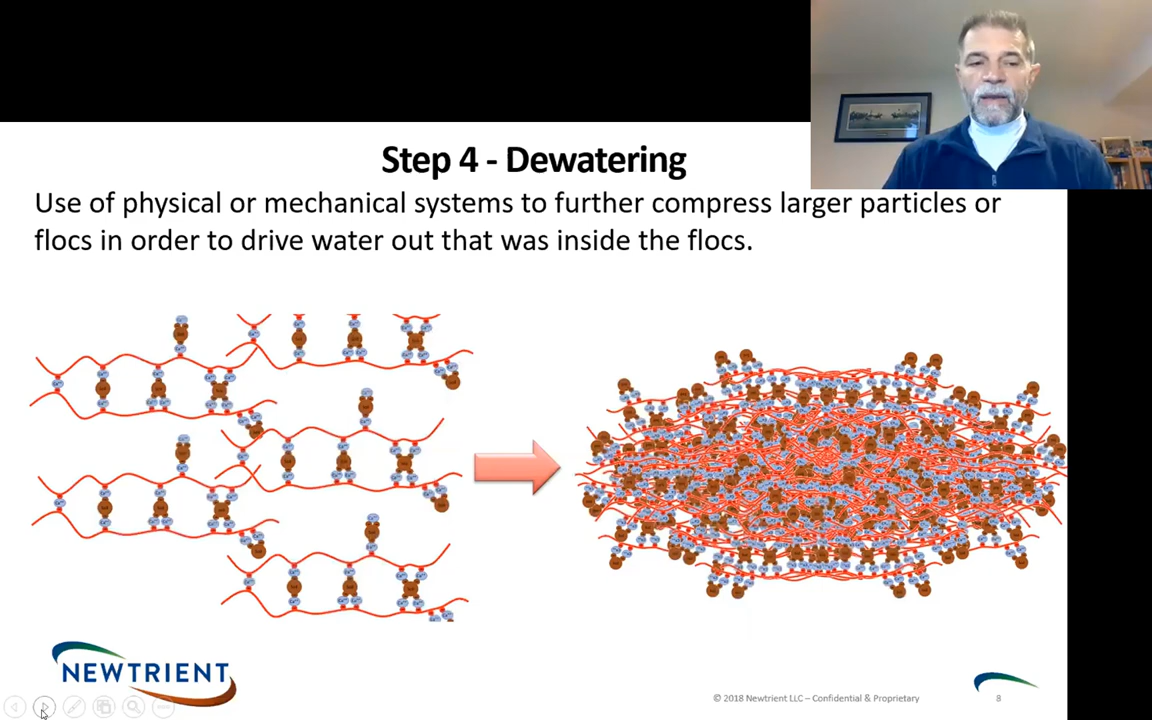 Step 4 - Dewatering
Use of physical or mechanical systems to further compress larger particles or
flocs in order to drive water out that was inside the flocs.
NEWTRIENT
© 2018 Newtrient LLC – Confidential & Proprietary
8